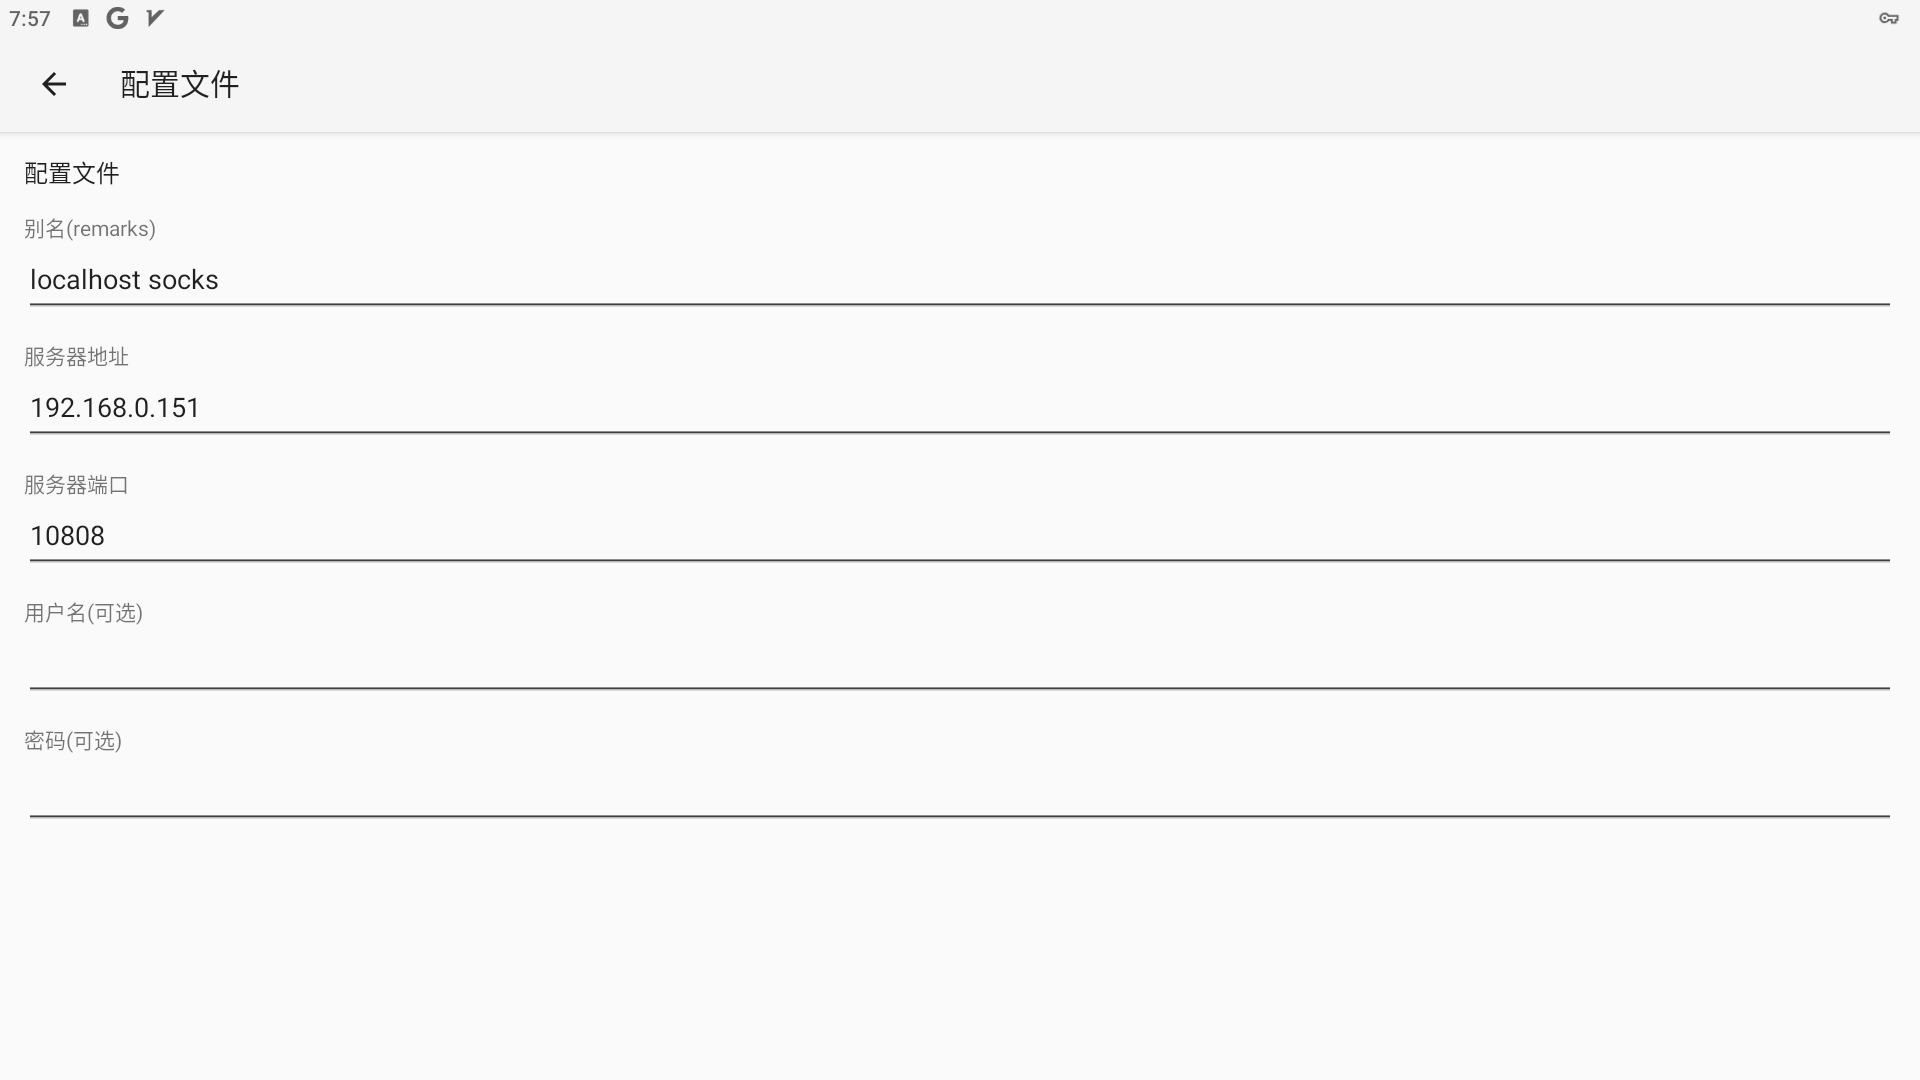 7:57
配置文件
配置文件
别名(remarks)
localhost socks
服务器地址
192.168.0.151
服务器端口
10808
用户名(可选)
密码(可选)